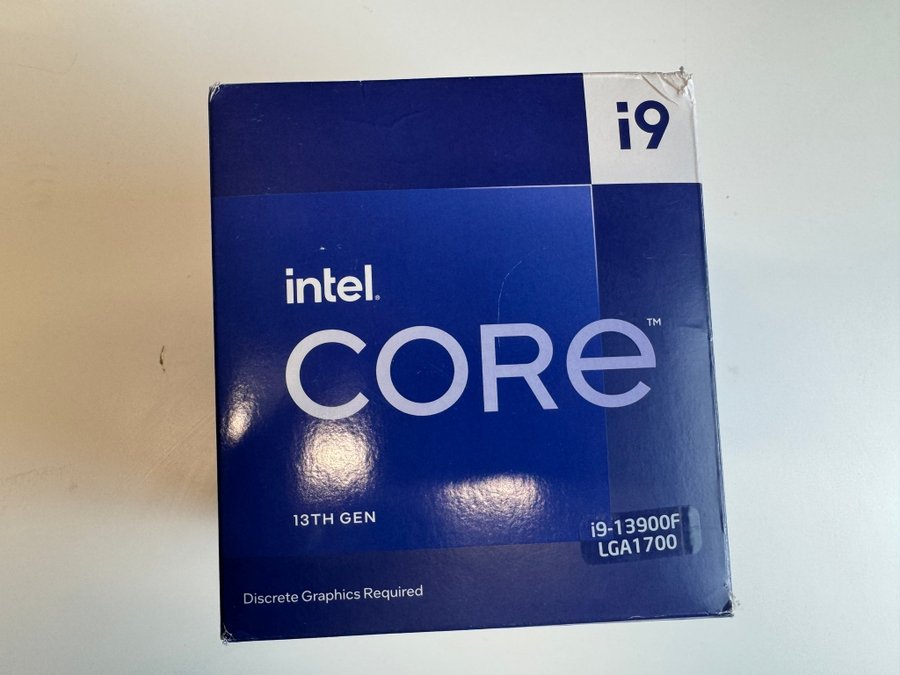 i9
intel®
CORe™
13TH GEN
i9-13900F
LGA1700
Discrete Graphics Required